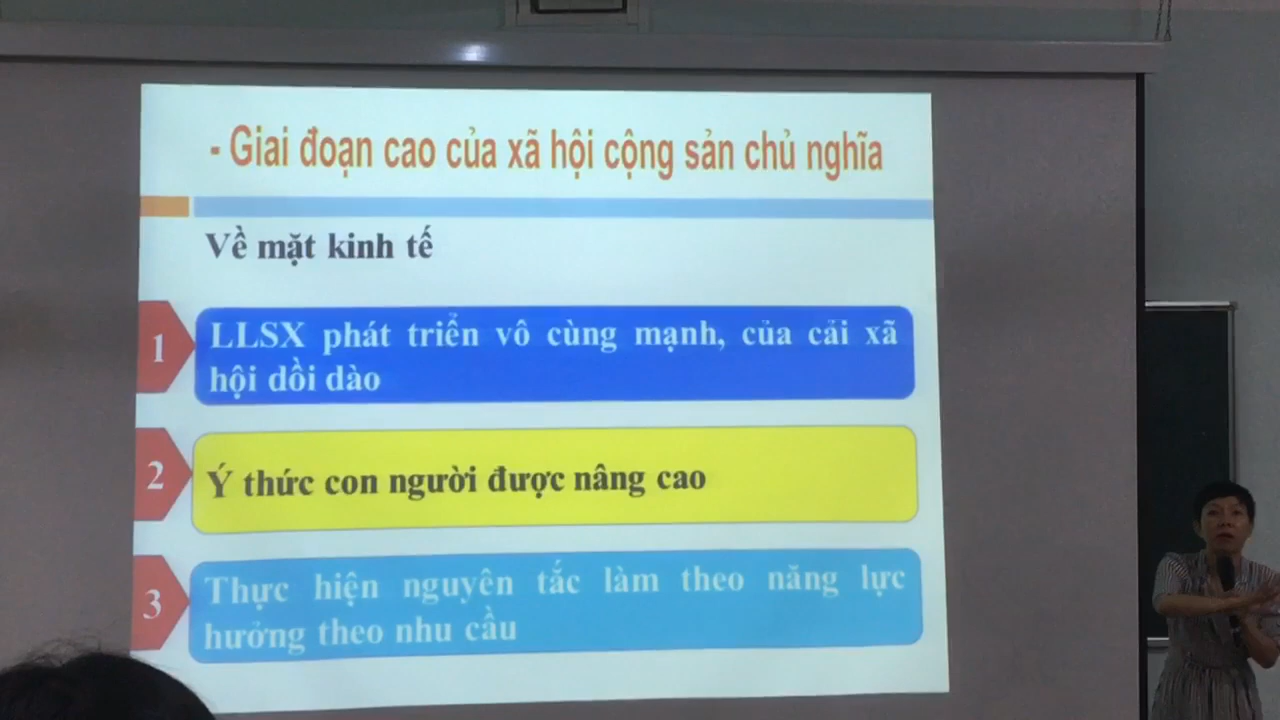 - Giai đoạn cao của xã hội cộng sản chủ nghĩa
Về mặt kinh tế
1
LLSX phát triển vô cùng mạnh, của cải xã
hội dồi dào
2
Ý thức con người được nâng cao
3
Thực hiện nguyên tắc làm theo năng lực
hưởng theo nhu cầu